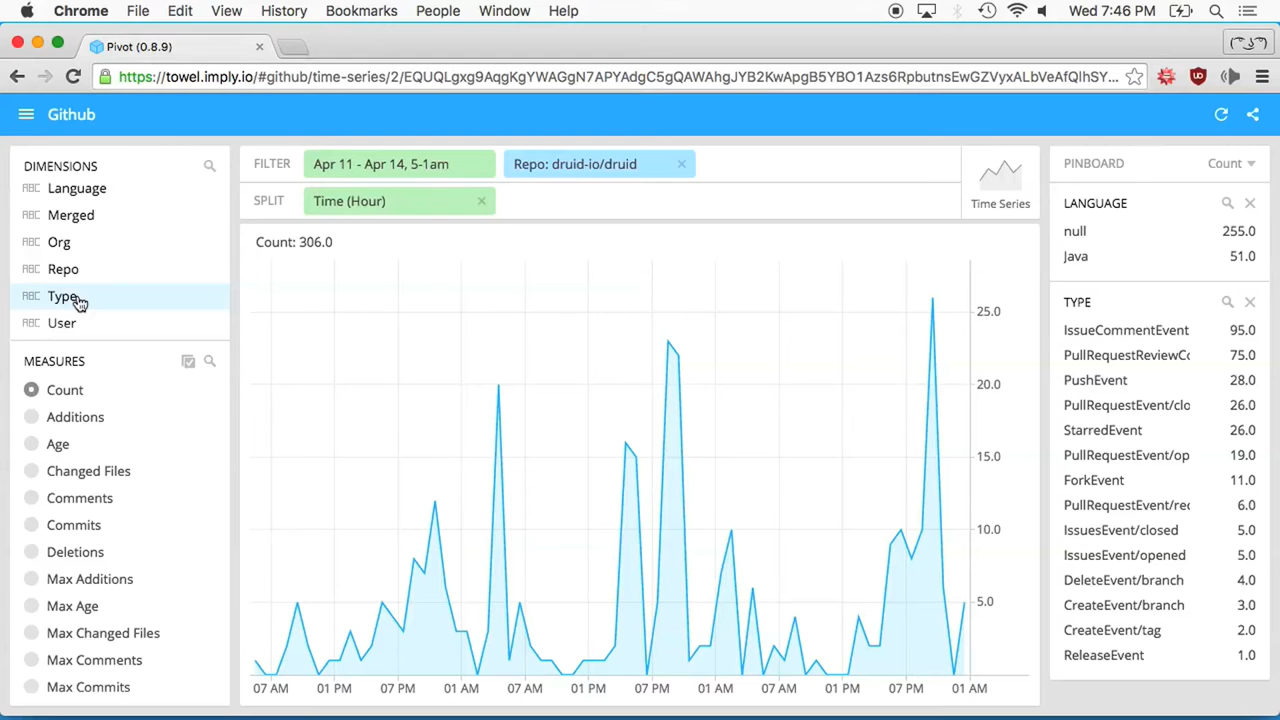 Chrome File Edit View History Bookmarks People Window Help Wed 7:46 PM
Pivot (0.8.9)
https://towel.imply.io/#github/time-series/2/EQUQLgxg9AqgKgYWAGgN7APYAdgC5gQAWAhgJYB2KwApgB5YBO1Azs6RpbutnsEwGZVyxALbVeAfQlhSY...
Github
DIMENSIONS
ABC Language
ABC Merged
ABC Org
ABC Repo
ABC Type
ABC User
MEASURES
Count
Additions
Age
Changed Files
Comments
Commits
Deletions
Max Additions
Max Age
Max Changed Files
Max Comments
Max Commits
FILTER Apr 11 - Apr 14, 5-1am Repo: druid-io/druid
SPLIT Time (Hour)
Time Series
Count: 306.0
25.0
20.0
15.0
10.0
5.0
07 AM 01 PM 07 PM 01 AM 07 AM 01 PM 07 PM 01 AM 07 AM 01 PM 07 PM 01 AM
PINBOARD Count
LANGUAGE
null 255.0
Java 51.0
TYPE
IssueCommentEvent 95.0
PullRequestReviewCo 75.0
PushEvent 28.0
PullRequestEvent/clo 26.0
StarredEvent 26.0
PullRequestEvent/op 19.0
ForkEvent 11.0
PullRequestEvent/rec 6.0
IssuesEvent/closed 5.0
IssuesEvent/opened 5.0
DeleteEvent/branch 4.0
CreateEvent/branch 3.0
CreateEvent/tag 2.0
ReleaseEvent 1.0